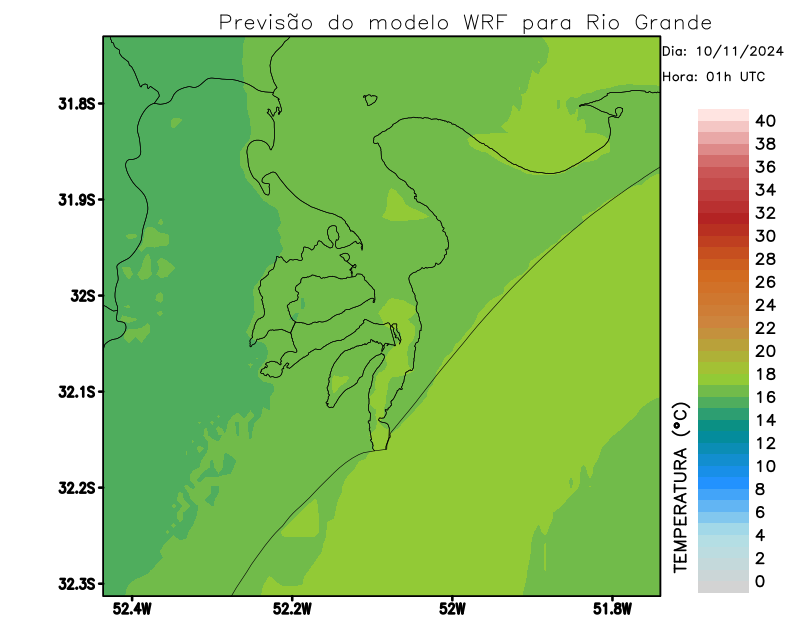 Previsão do modelo WRF para Rio Grande
Dia: 10/11/2024
Hora: 01h UTC
31.8S
31.9S
32S
32.1S
32.2S
32.3S
52.4W
52.2W
52W
51.8W
40
38
36
34
32
30
28
26
24
22
20
18
16
14
12
10
8
6
4
2
0
TEMPERATURA (°C)